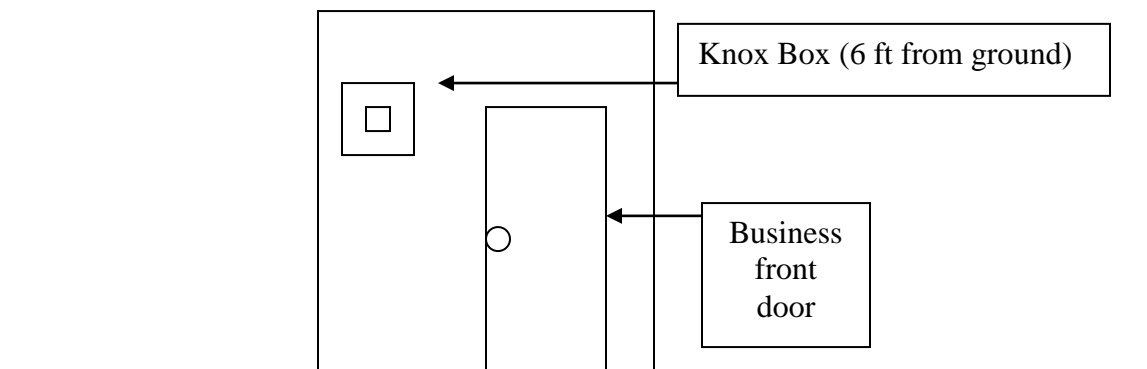 Knox Box (6 ft from ground)
Business
front
door